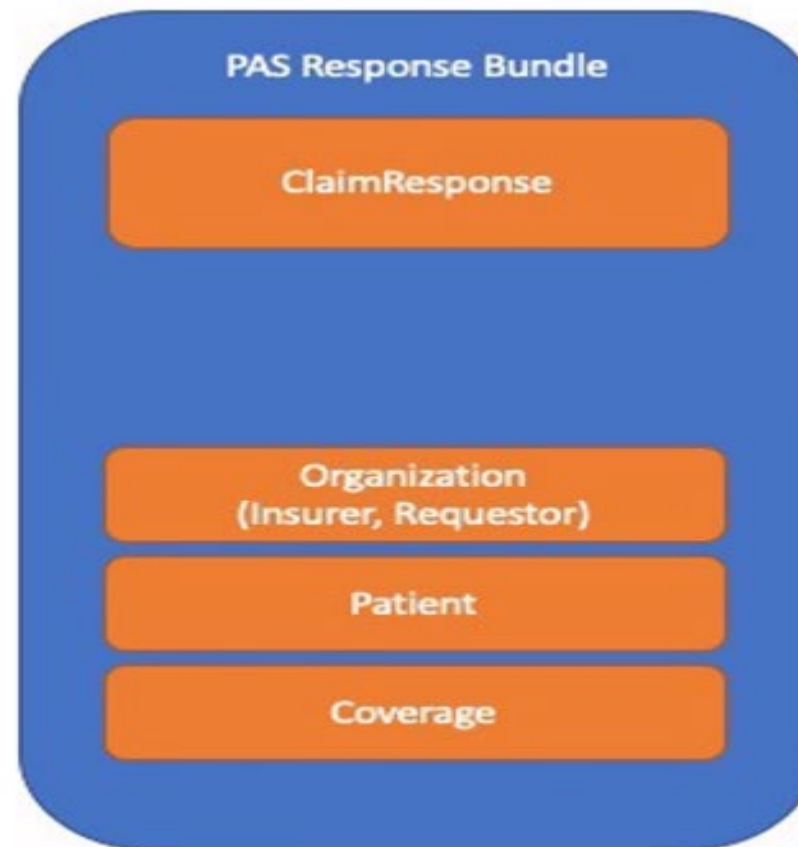 PAS Response Bundle
ClaimResponse
Organization
(Insurer, Requestor)
Patient
Coverage